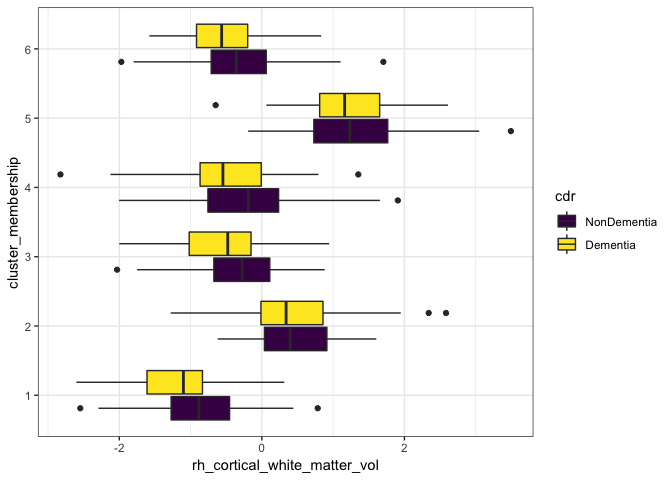 cluster_membership
6
5
4
3
2
1
-2
0
2
rh_cortical_white_matter_vol
cdr
NonDementia
Dementia